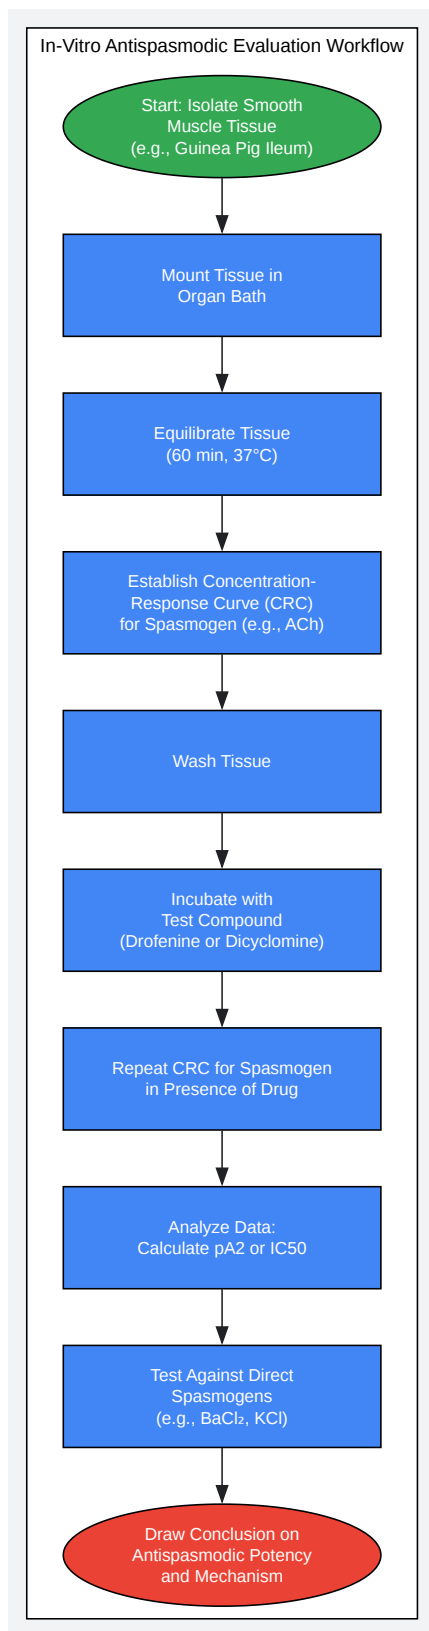 In-Vitro Antispasmodic Evaluation Workflow
Start: Isolate Smooth
Muscle Tissue
(e.g., Guinea Pig Ileum)
Mount Tissue in
Organ Bath
Equilibrate Tissue
(60 min, 37°C)
Establish Concentration-
Response Curve (CRC)
for Spasmogen (e.g., ACh)
Wash Tissue
Incubate with
Test Compound
(Drofenine or Dicyclomine)
Repeat CRC for Spasmogen
in Presence of Drug
Analyze Data:
Calculate pA2 or IC50
Test Against Direct
Spasmogens
(e.g., BaCl₂, KCl)
Draw Conclusion on
Antispasmodic Potency
and Mechanism